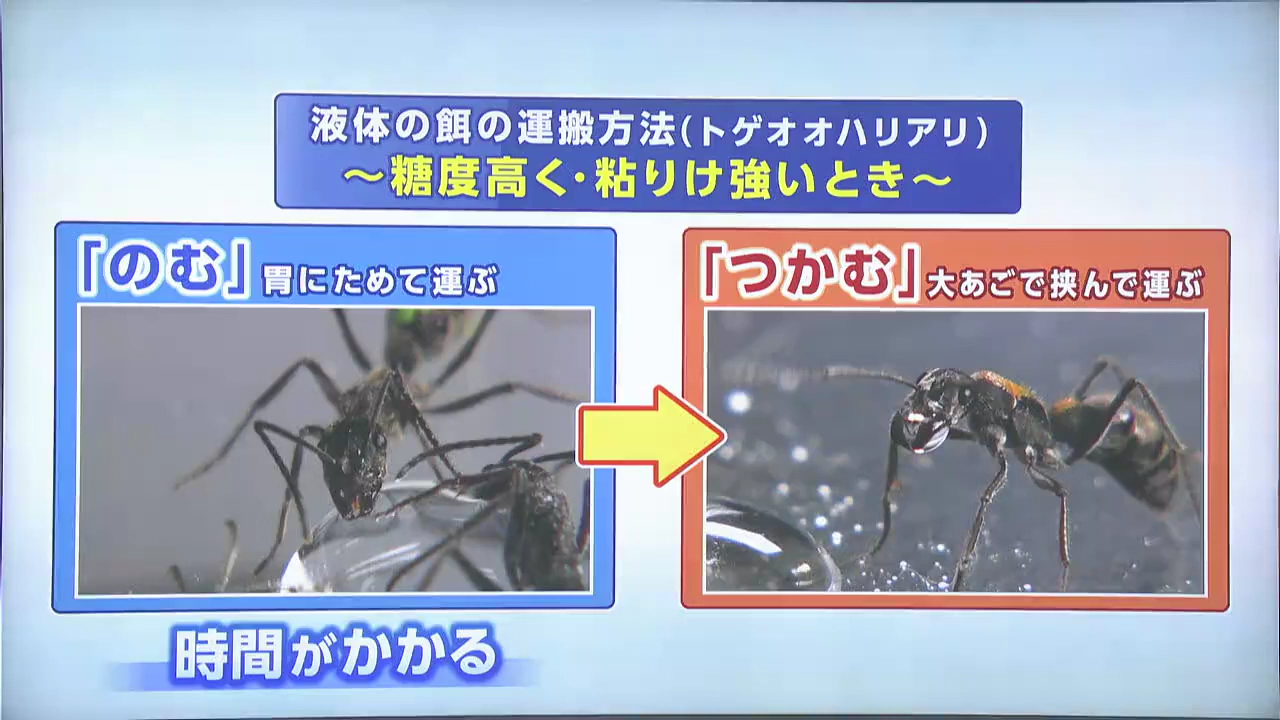 液体の餌の運搬方法(トゲオオハリアリ)
～糖度高く・粘りけ強いとき～
「のむ」胃にためて運ぶ
「つかむ」大あごで挟んで運ぶ
時間がかかる